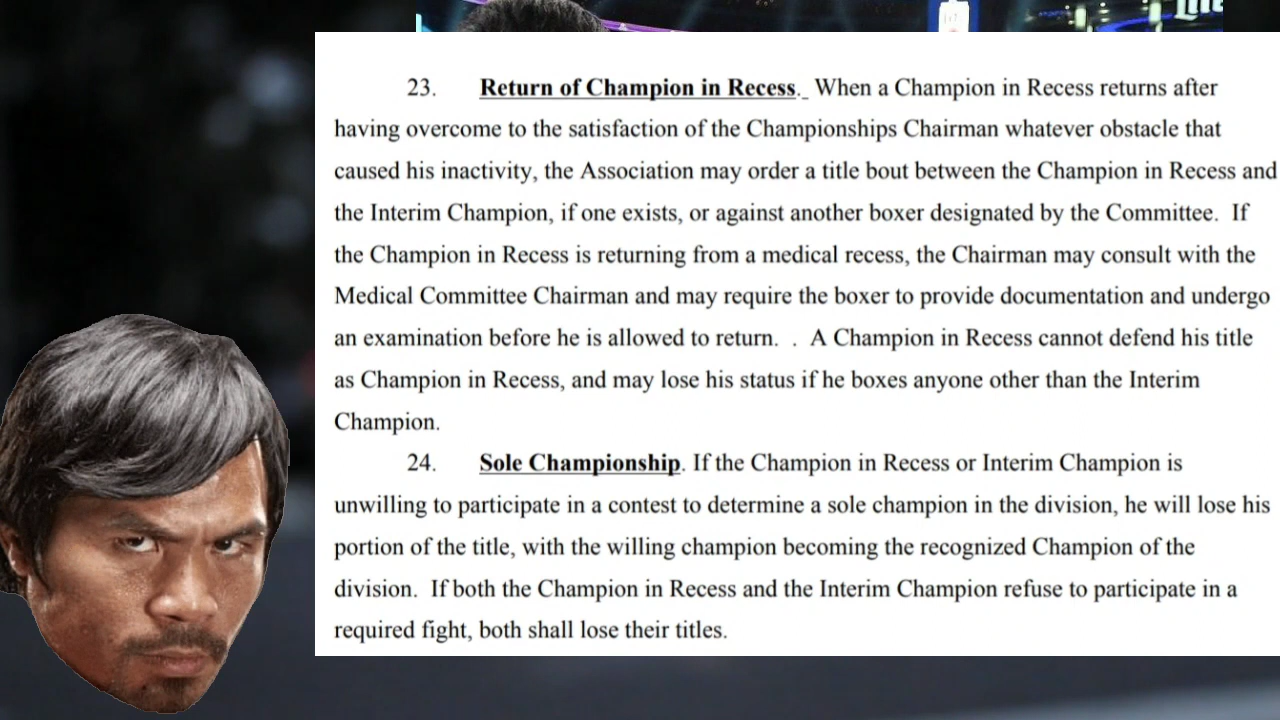 23. Return of Champion in Recess. When a Champion in Recess returns after
having overcome to the satisfaction of the Championships Chairman whatever obstacle that
caused his inactivity, the Association may order a title bout between the Champion in Recess and
the Interim Champion, if one exists, or against another boxer designated by the Committee. If
the Champion in Recess is returning from a medical recess, the Chairman may consult with the
Medical Committee Chairman and may require the boxer to provide documentation and undergo
an examination before he is allowed to return. . A Champion in Recess cannot defend his title
as Champion in Recess, and may lose his status if he boxes anyone other than the Interim
Champion.
24. Sole Championship. If the Champion in Recess or Interim Champion is
unwilling to participate in a contest to determine a sole champion in the division, he will lose his
portion of the title, with the willing champion becoming the recognized Champion of the
division. If both the Champion in Recess and the Interim Champion refuse to participate in a
required fight, both shall lose their titles.